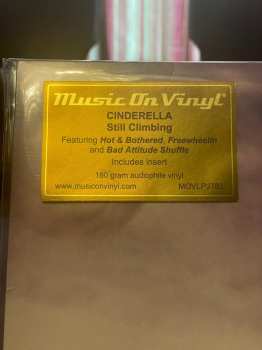 Music On Vinyl
CINDERELLA
Still Climbing
Featuring Hot & Bothered, Freewheelin
and Bad Attitude Shuffle
Includes insert
180 gram audiophile vinyl
www.musiconvinyl.com